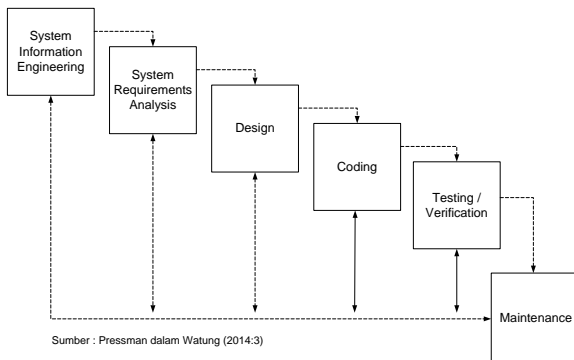 System
Information
Engineering
System
Requirements
Analysis
Design
Coding
Testing /
Verification
Maintenance
Sumber : Pressman dalam Watung (2014:3)